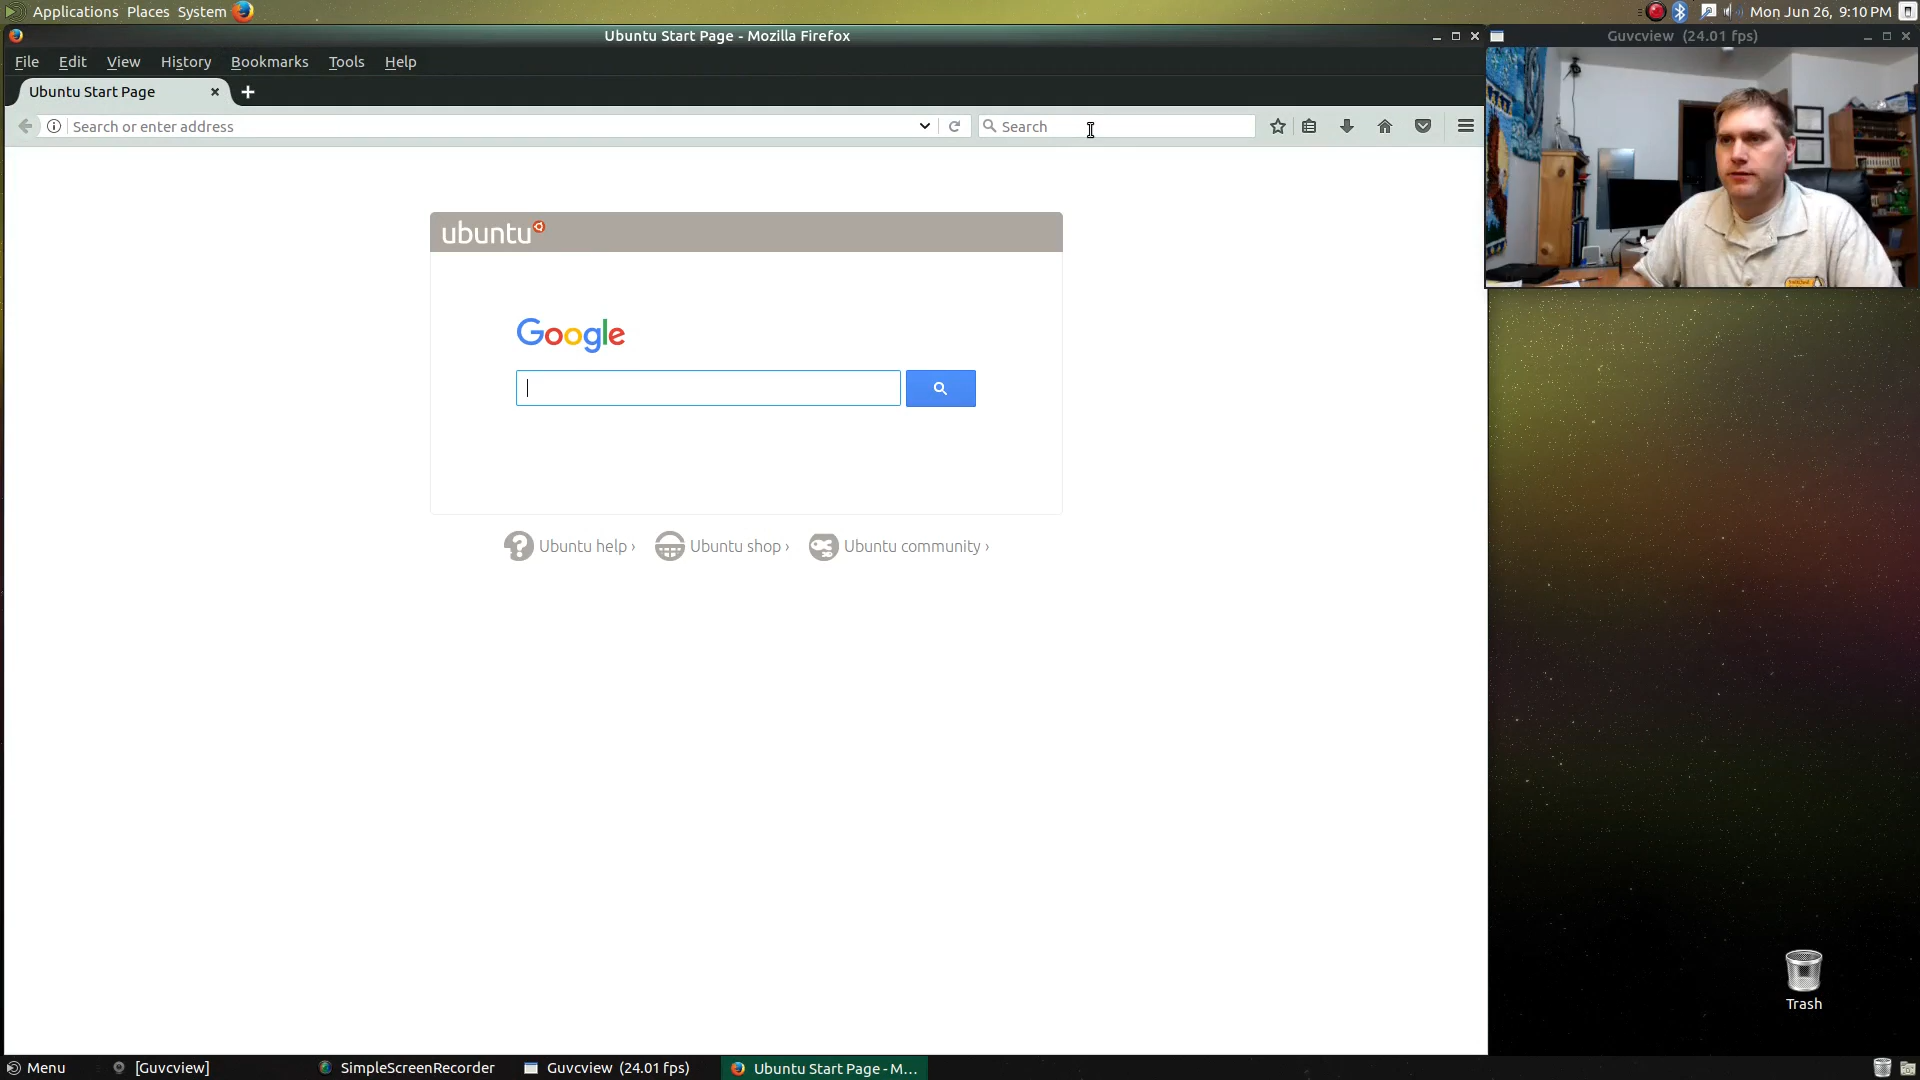 Applications Places System
Mon Jun 26, 9:10 PM
Ubuntu Start Page - Mozilla Firefox
Guvcview (24.01 fps)
File Edit View History Bookmarks Tools Help
Ubuntu Start Page
Search or enter address
Search
ubuntu
Google
Ubuntu help ›
Ubuntu shop ›
Ubuntu community ›
Trash
Menu
[Guvcview]
SimpleScreenRecorder
Guvcview (24.01 fps)
Ubuntu Start Page - M...